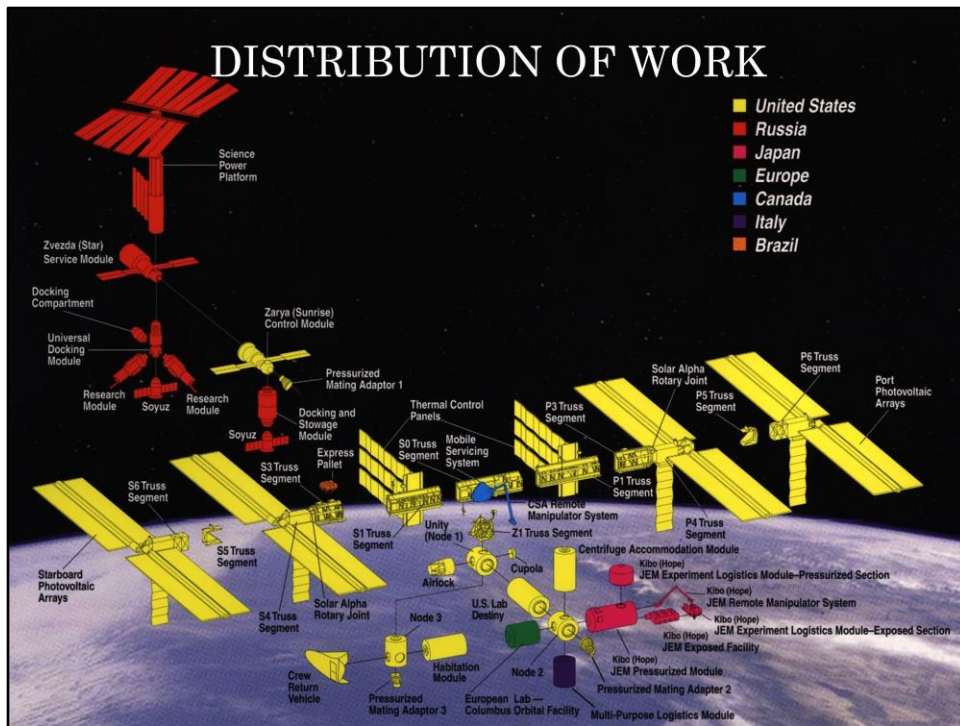 DISTRIBUTION OF WORK
United States
Russia
Japan
Europe
Canada
Italy
Brazil
Science
Power
Platform
Zvezda (Star)
Service Module
Docking
Compartment
Universal
Docking
Module
Research
Module
Soyuz
Research
Module
Zarya (Sunrise)
Control Module
Pressurized
Mating Adaptor 1
Docking and
Stowage
Module
Soyuz
Express
Pallet
Thermal Control
Panels
S0 Truss
Segment
Mobile
Servicing
System
P3 Truss
Segment
Solar Alpha
Rotary Joint
P5 Truss
Segment
P6 Truss
Segment
Port
Photovoltaic
Arrays
S6 Truss
Segment
S3 Truss
Segment
P1 Truss
Segment
CSA Remote
Manipulator System
P4 Truss
Segment
S5 Truss
Segment
S1 Truss
Segment
Unity
(Node 1)
Z1 Truss Segment
Starboard
Photovoltaic
Arrays
S4 Truss
Segment
Solar Alpha
Rotary Joint
Airlock
Cupola
Centrifuge Accommodation Module
Kibo (Hope)
JEM Experiment Logistics Module–Pressurized Section
Kibo (Hope)
JEM Remote Manipulator System
Kibo (Hope)
JEM Experiment Logistics Module–Exposed Section
Kibo (Hope)
JEM Exposed Facility
Kibo (Hope)
JEM Pressurized Module
U.S. Lab
Destiny
Node 3
Habitation
Module
Node 2
Crew
Return
Vehicle
Pressurized
Mating Adaptor 3
European Lab —
Columbus Orbital Facility
Pressurized Mating Adapter 2
Multi-Purpose Logistics Module